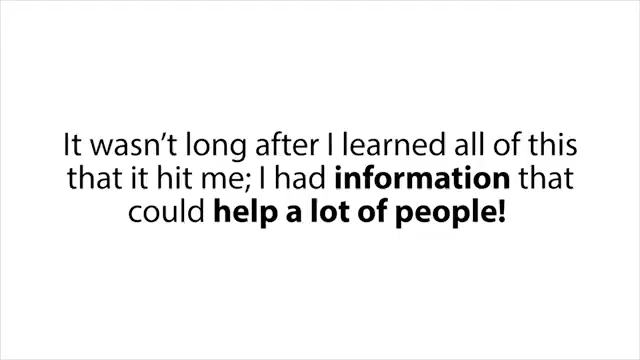 It wasn’t long after I learned all of this
that it hit me; I had information that
could help a lot of people!